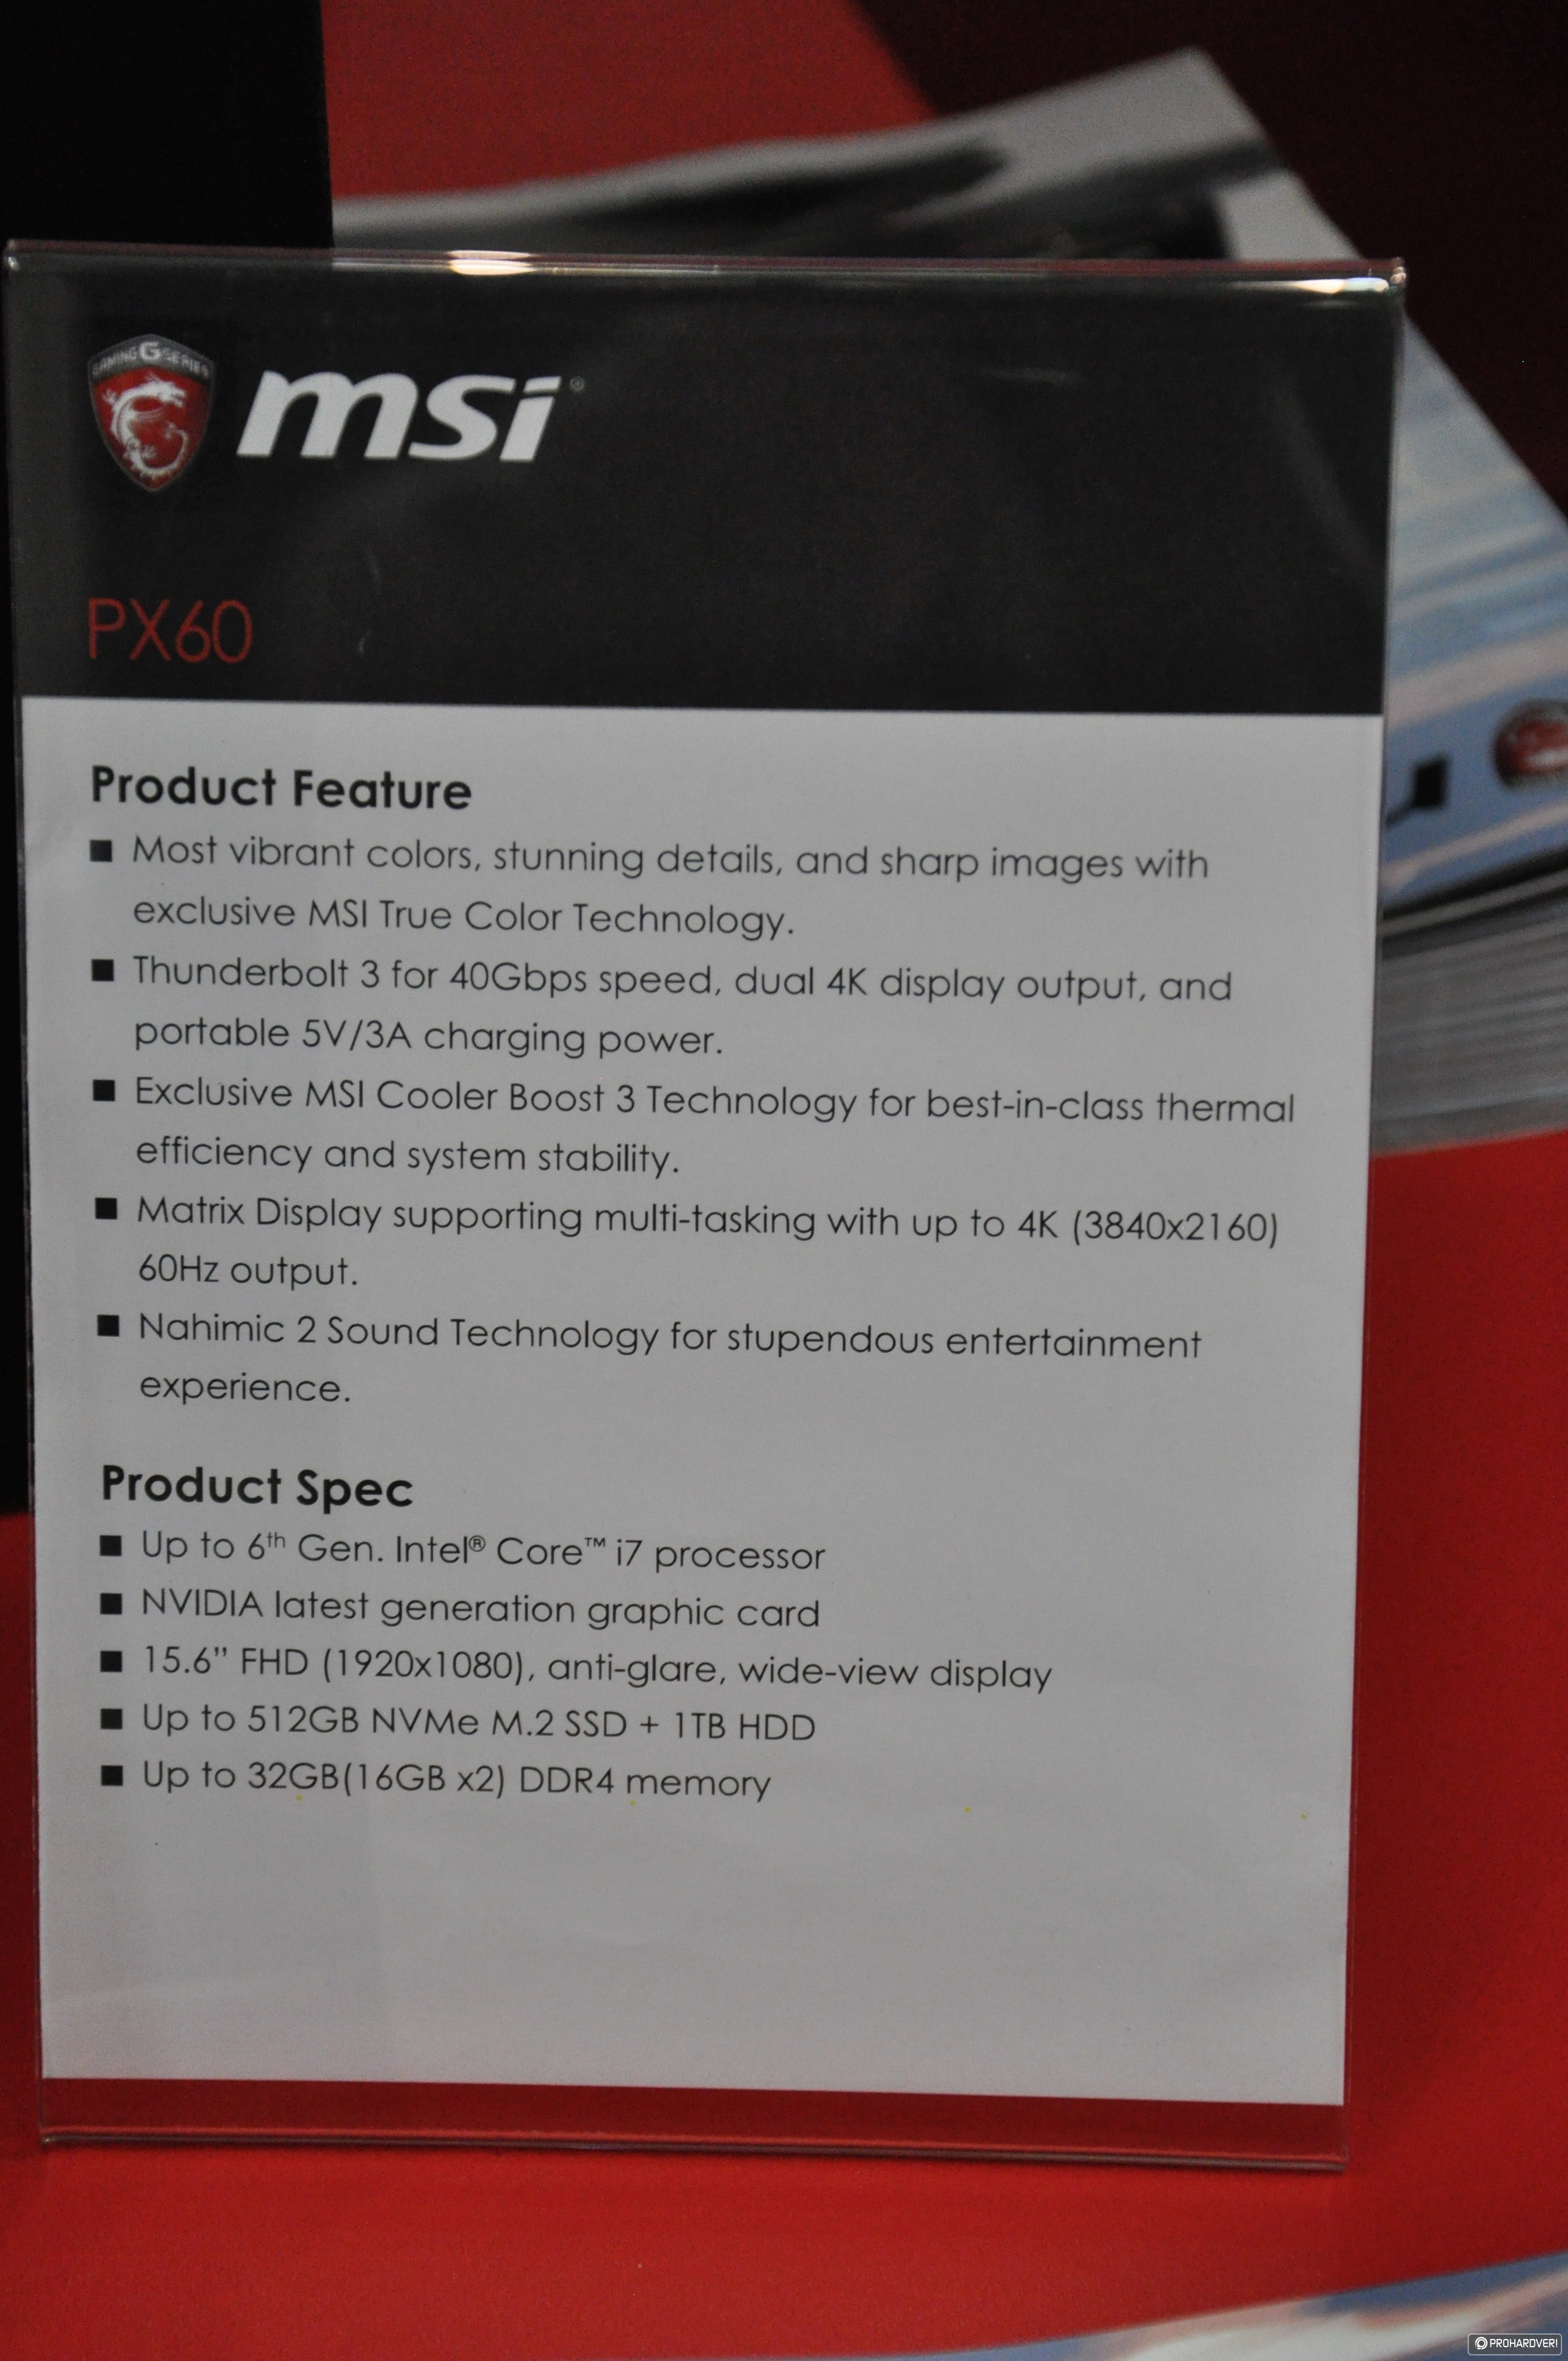 GAMING G SERIES
msi®
PX60
Product Feature
■ Most vibrant colors, stunning details, and sharp images with
exclusive MSI True Color Technology.
■ Thunderbolt 3 for 40Gbps speed, dual 4K display output, and
portable 5V/3A charging power.
■ Exclusive MSI Cooler Boost 3 Technology for best-in-class thermal
efficiency and system stability.
■ Matrix Display supporting multi-tasking with up to 4K (3840x2160)
60Hz output.
■ Nahimic 2 Sound Technology for stupendous entertainment
experience.
Product Spec
■ Up to 6th Gen. Intel® Core™ i7 processor
■ NVIDIA latest generation graphic card
■ 15.6” FHD (1920x1080), anti-glare, wide-view display
■ Up to 512GB NVMe M.2 SSD + 1TB HDD
■ Up to 32GB(16GB x2) DDR4 memory
PROHARDVER!